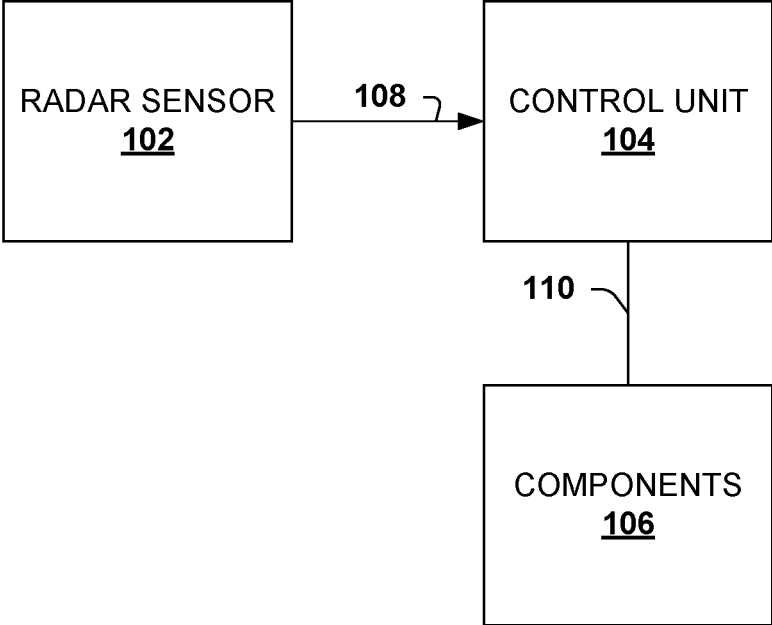 RADAR SENSOR
102
108
CONTROL UNIT
104
110
COMPONENTS
106